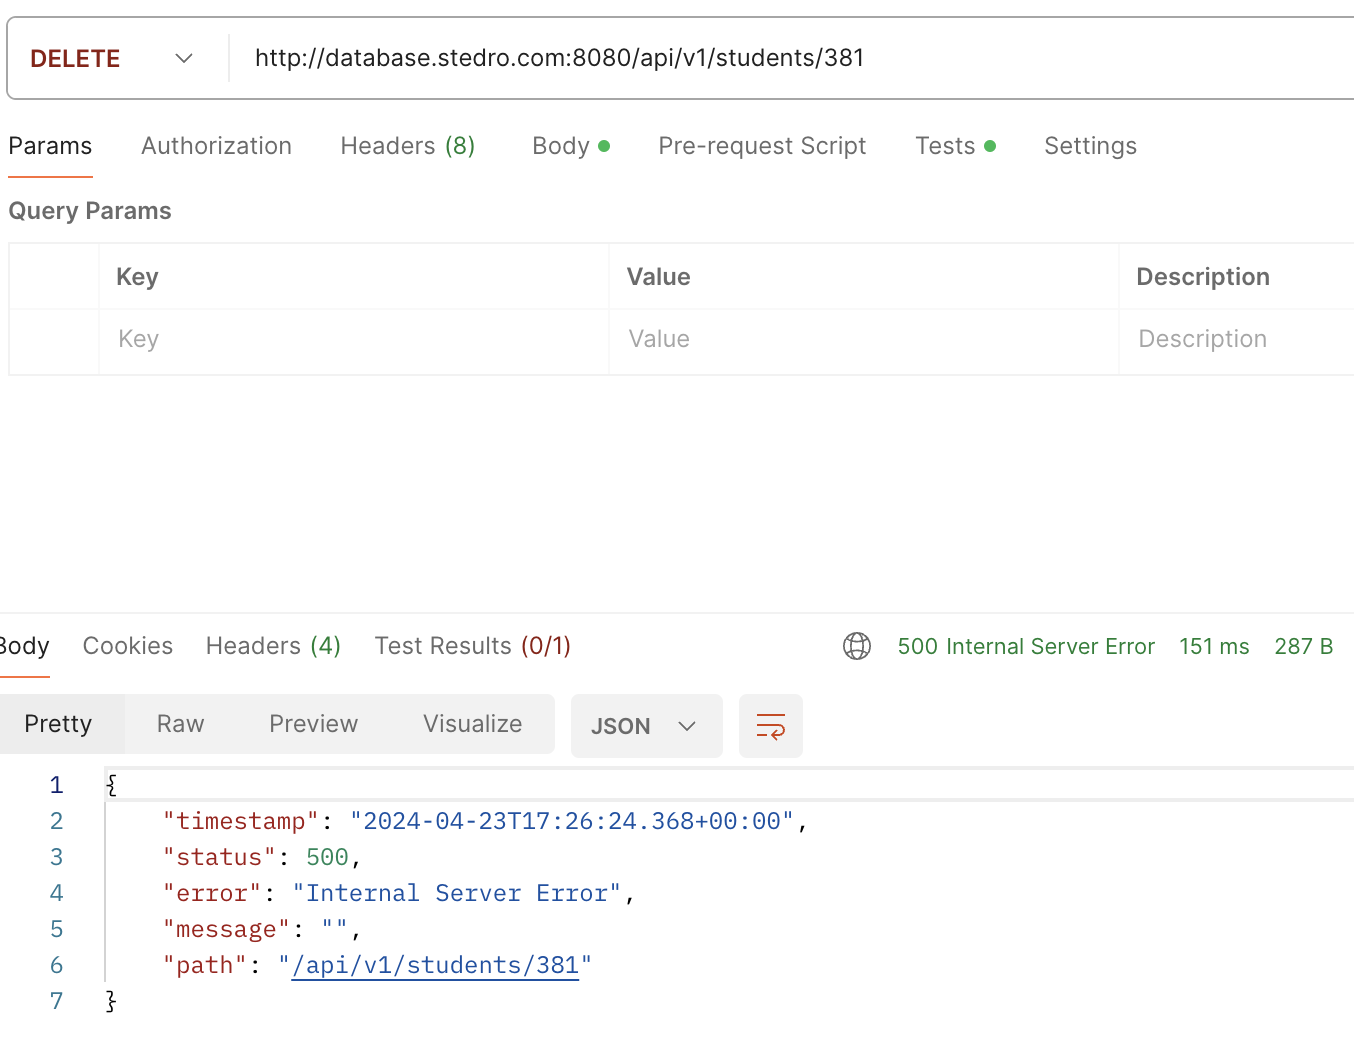 DELETE http://database.stedro.com:8080/api/v1/students/381
Params Authorization Headers (8) Body Pre-request Script Tests Settings
Query Params
Key Value Description
Key Value Description
Body Cookies Headers (4) Test Results (0/1) 500 Internal Server Error 151 ms 287 B
Pretty Raw Preview Visualize JSON
1 {
2 "timestamp": "2024-04-23T17:26:24.368+00:00",
3 "status": 500,
4 "error": "Internal Server Error",
5 "message": "",
6 "path": "/api/v1/students/381"
7 }